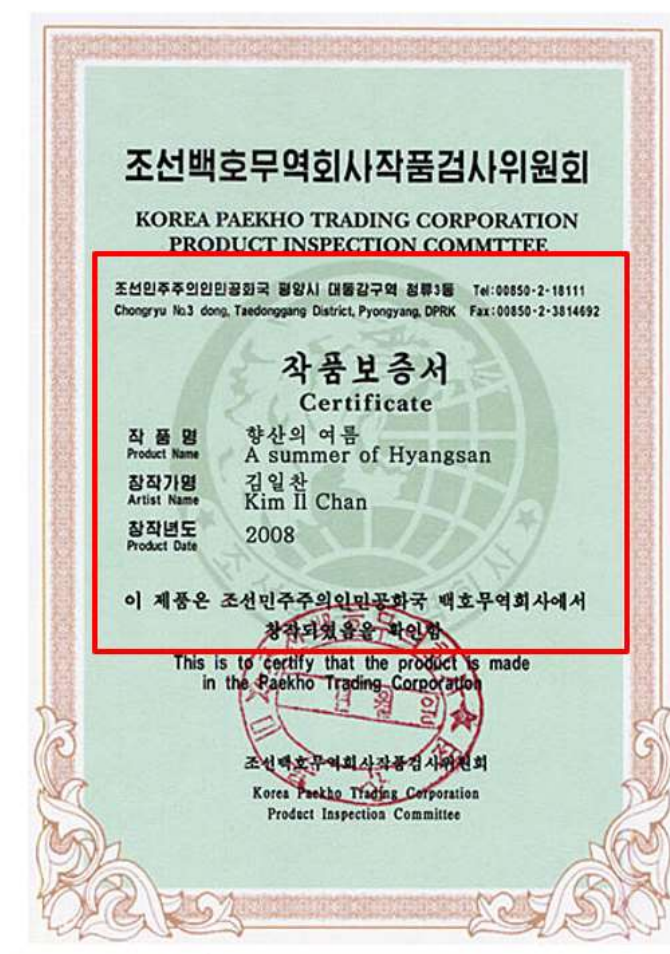 조선백호무역회사작품검사위원회
KOREA PAEKHO TRADING CORPORATION
PRODUCT INSPECTION COMMTTEE
조선민주주의인민공화국 평양시 대동강구역 청류3동 Tel:00850-2-18111
Chongryu No.3 dong, Taedonggang District, Pyongyang, DPRK Fax:00850-2-3814692
작품보증서
Certificate
작 품 명 향산의 여름
Product Name A summer of Hyangsan
창작가명 김일찬
Artist Name Kim Il Chan
창작년도 2008
Product Date
이 제품은 조선민주주의인민공화국 백호무역회사에서
창작되였음을 확인함
This is to certify that the product is made
in the Paekho Trading Corporation
조선백호무역회사작품검사위원회
Korea Paekho Trading Corporation
Product Inspection Committee